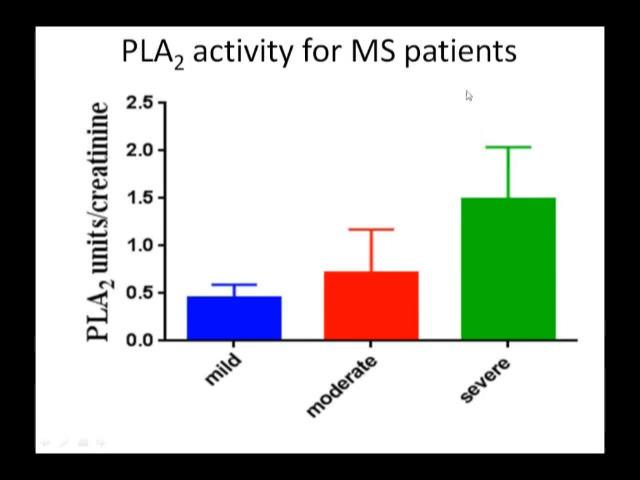 PLA₂ activity for MS patients
PLA₂ units/creatinine
2.5
2.0
1.5
1.0
0.5
0.0
mild
moderate
severe